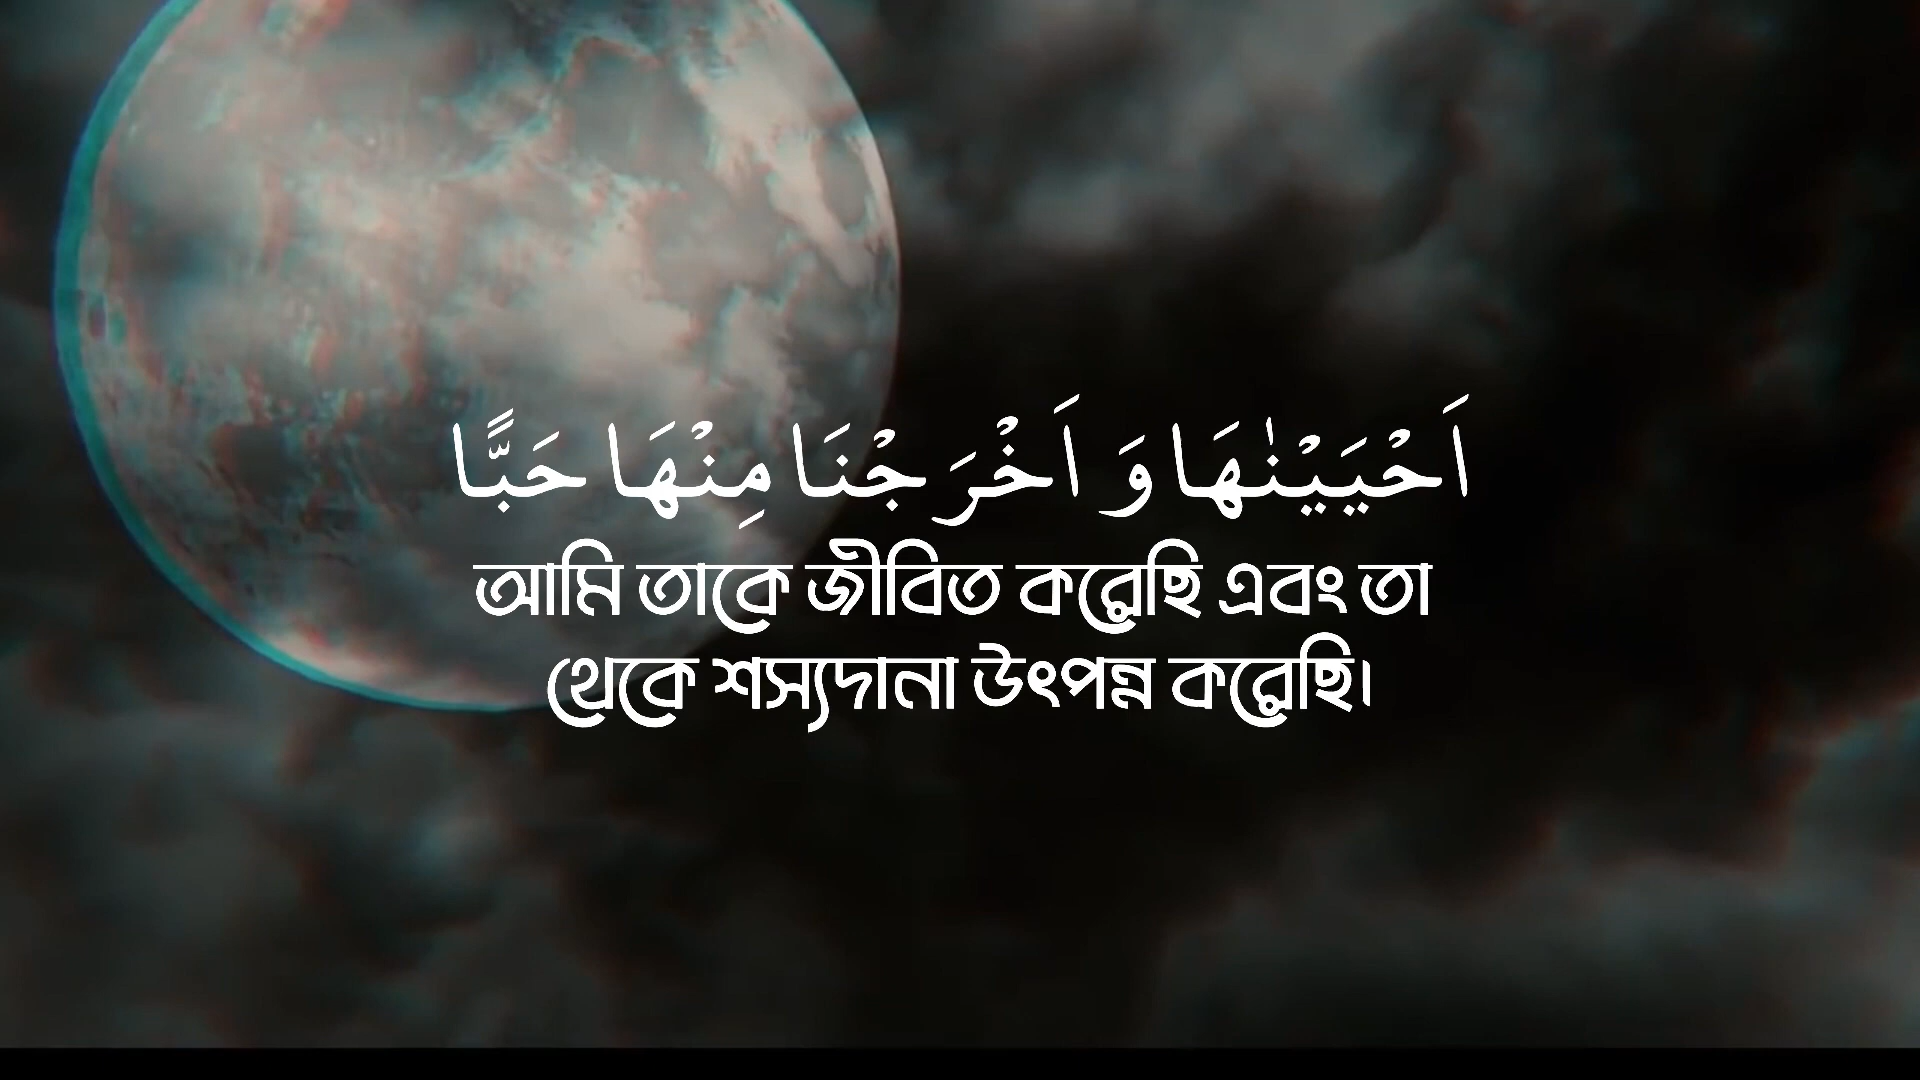 اَحْيَيْنٰهَا وَ اَخْرَجْنَا مِنْهَا حَبًّا
আমি তাকে জীবিত করেছি এবং তা
থেকে শস্যদানা উৎপন্ন করেছি।